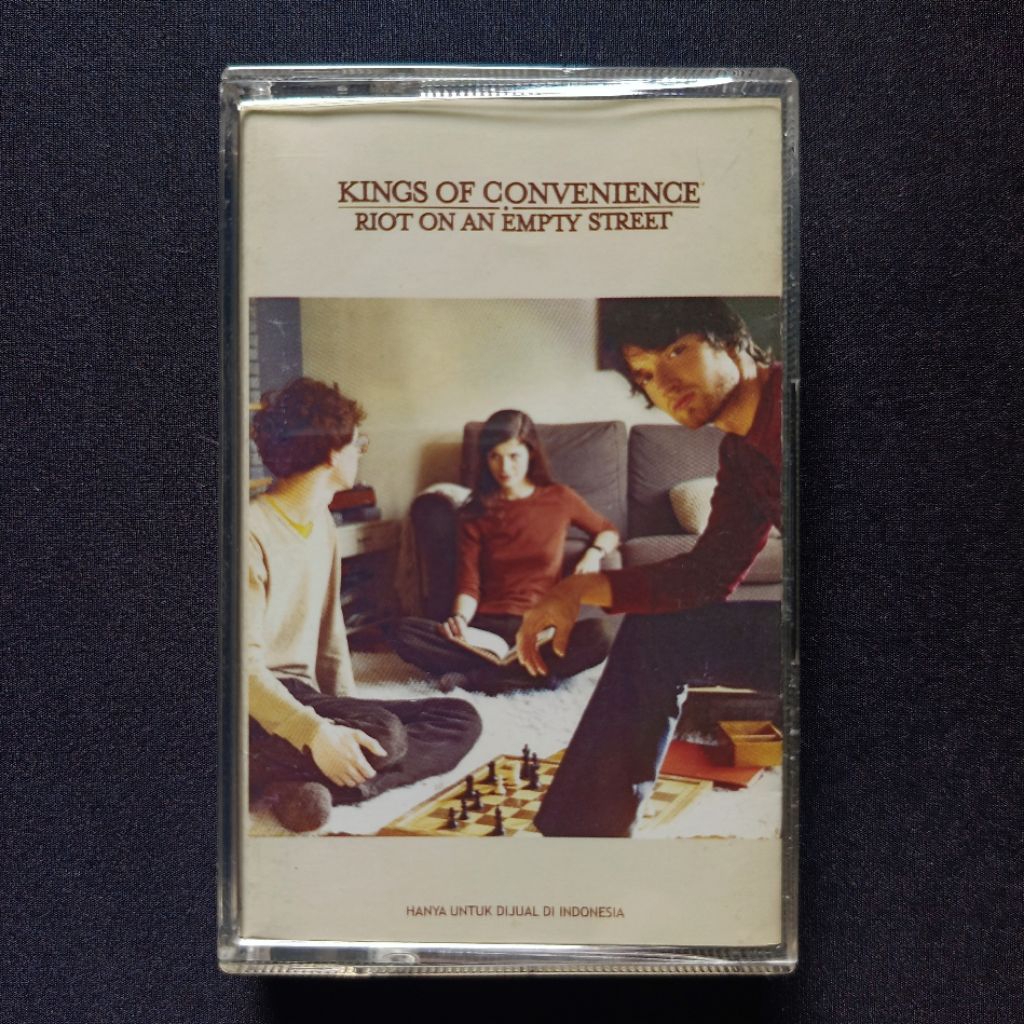 KINGS OF CONVENIENCE
RIOT ON AN EMPTY STREET
HANYA UNTUK DIJUAL DI INDONESIA